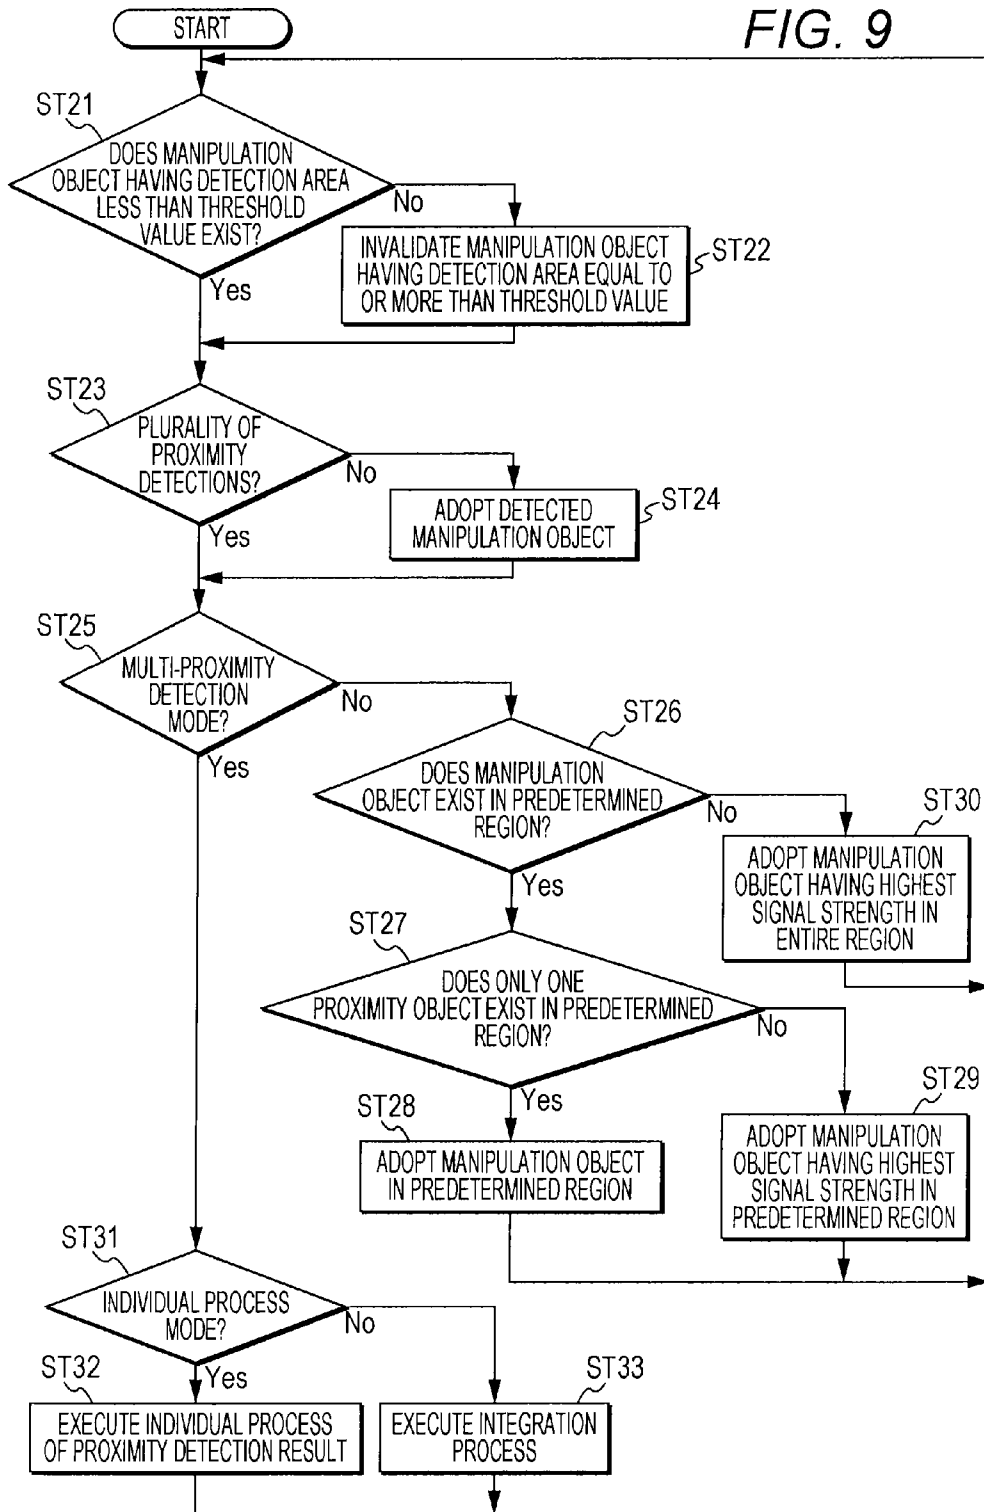 START
FIG. 9
ST21
DOES MANIPULATION
OBJECT HAVING DETECTION AREA
LESS THAN THRESHOLD
VALUE EXIST?
No
Yes
INVALIDATE MANIPULATION OBJECT
HAVING DETECTION AREA EQUAL TO
OR MORE THAN THRESHOLD VALUE
ST22
ST23
PLURALITY OF
PROXIMITY
DETECTIONS?
No
Yes
ADOPT DETECTED
MANIPULATION OBJECT
ST24
ST25
MULTI-PROXIMITY
DETECTION
MODE?
No
Yes
ST26
DOES MANIPULATION
OBJECT EXIST IN PREDETERMINED
REGION?
No
Yes
ST30
ADOPT MANIPULATION
OBJECT HAVING HIGHEST
SIGNAL STRENGTH IN
ENTIRE REGION
ST27
DOES ONLY ONE
PROXIMITY OBJECT EXIST IN PREDETERMINED
REGION?
No
Yes
ST28
ADOPT MANIPULATION OBJECT
IN PREDETERMINED REGION
ST29
ADOPT MANIPULATION
OBJECT HAVING HIGHEST
SIGNAL STRENGTH IN
PREDETERMINED REGION
ST31
INDIVIDUAL PROCESS
MODE?
No
Yes
ST32
EXECUTE INDIVIDUAL PROCESS
OF PROXIMITY DETECTION RESULT
ST33
EXECUTE INTEGRATION
PROCESS